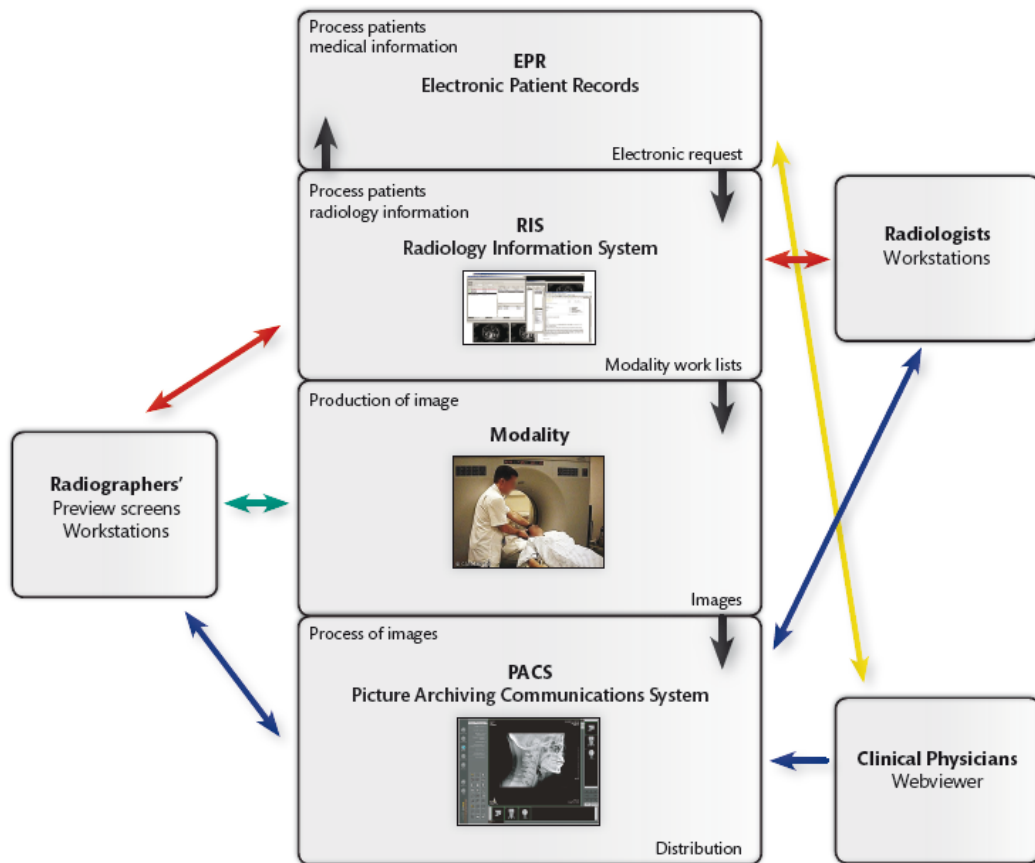 Process patients
medical information
EPR
Electronic Patient Records
Electronic request
Process patients
radiology information
RIS
Radiology Information System
Modality work lists
Radiologists
Workstations
Production of image
Modality
Images
Radiographers’
Preview screens
Workstations
Process of images
PACS
Picture Archiving Communications System
Distribution
Clinical Physicians
Webviewer